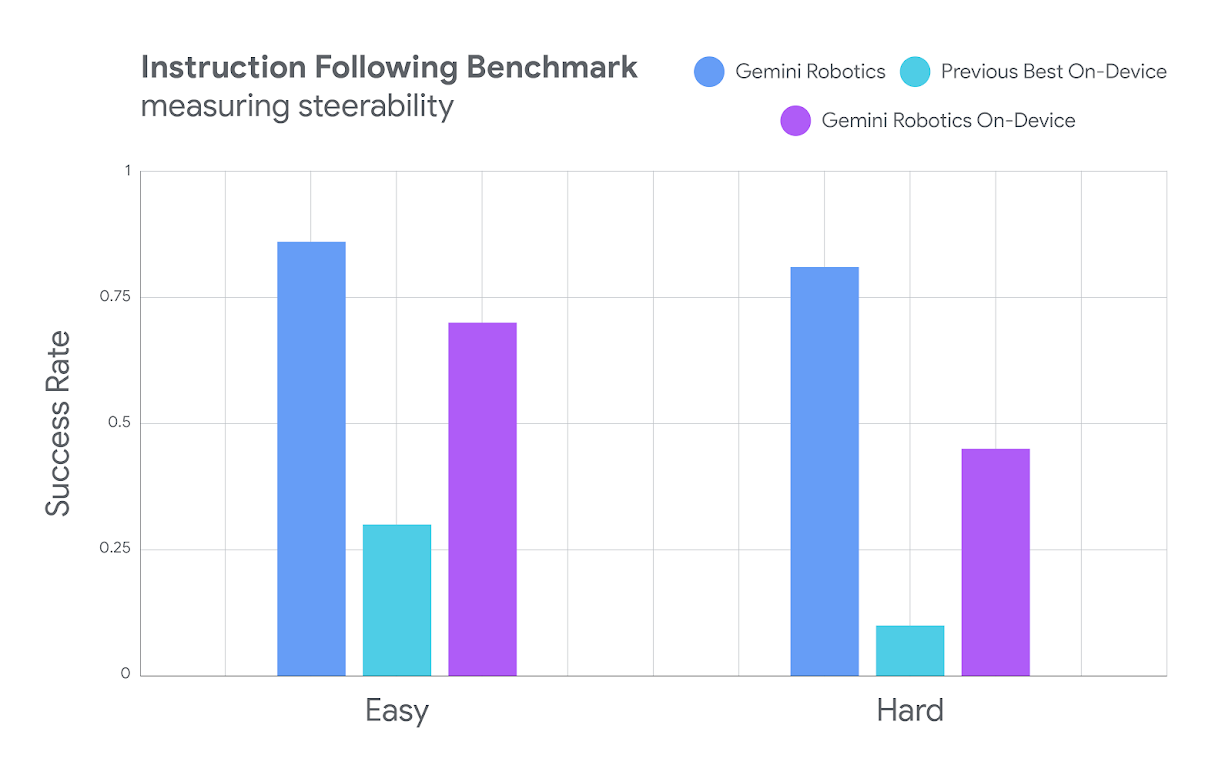 Instruction Following Benchmark
measuring steerability
Gemini Robotics
Previous Best On-Device
Gemini Robotics On-Device
1
0.75
0.5
0.25
0
Success Rate
Easy
Hard